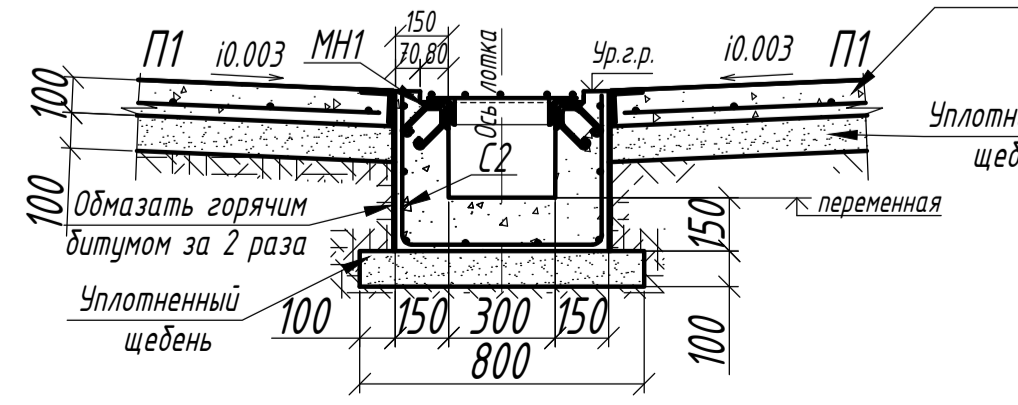 150
70 80
П1
i0.003
МН1
Ось лотка
Ур.г.р.
i0.003
П1
100
100
Уплотн
щеб
С2
Обмазать горячим
битумом за 2 раза
переменная
150
Уплотненный
щебень
100
150
300
150
100
800